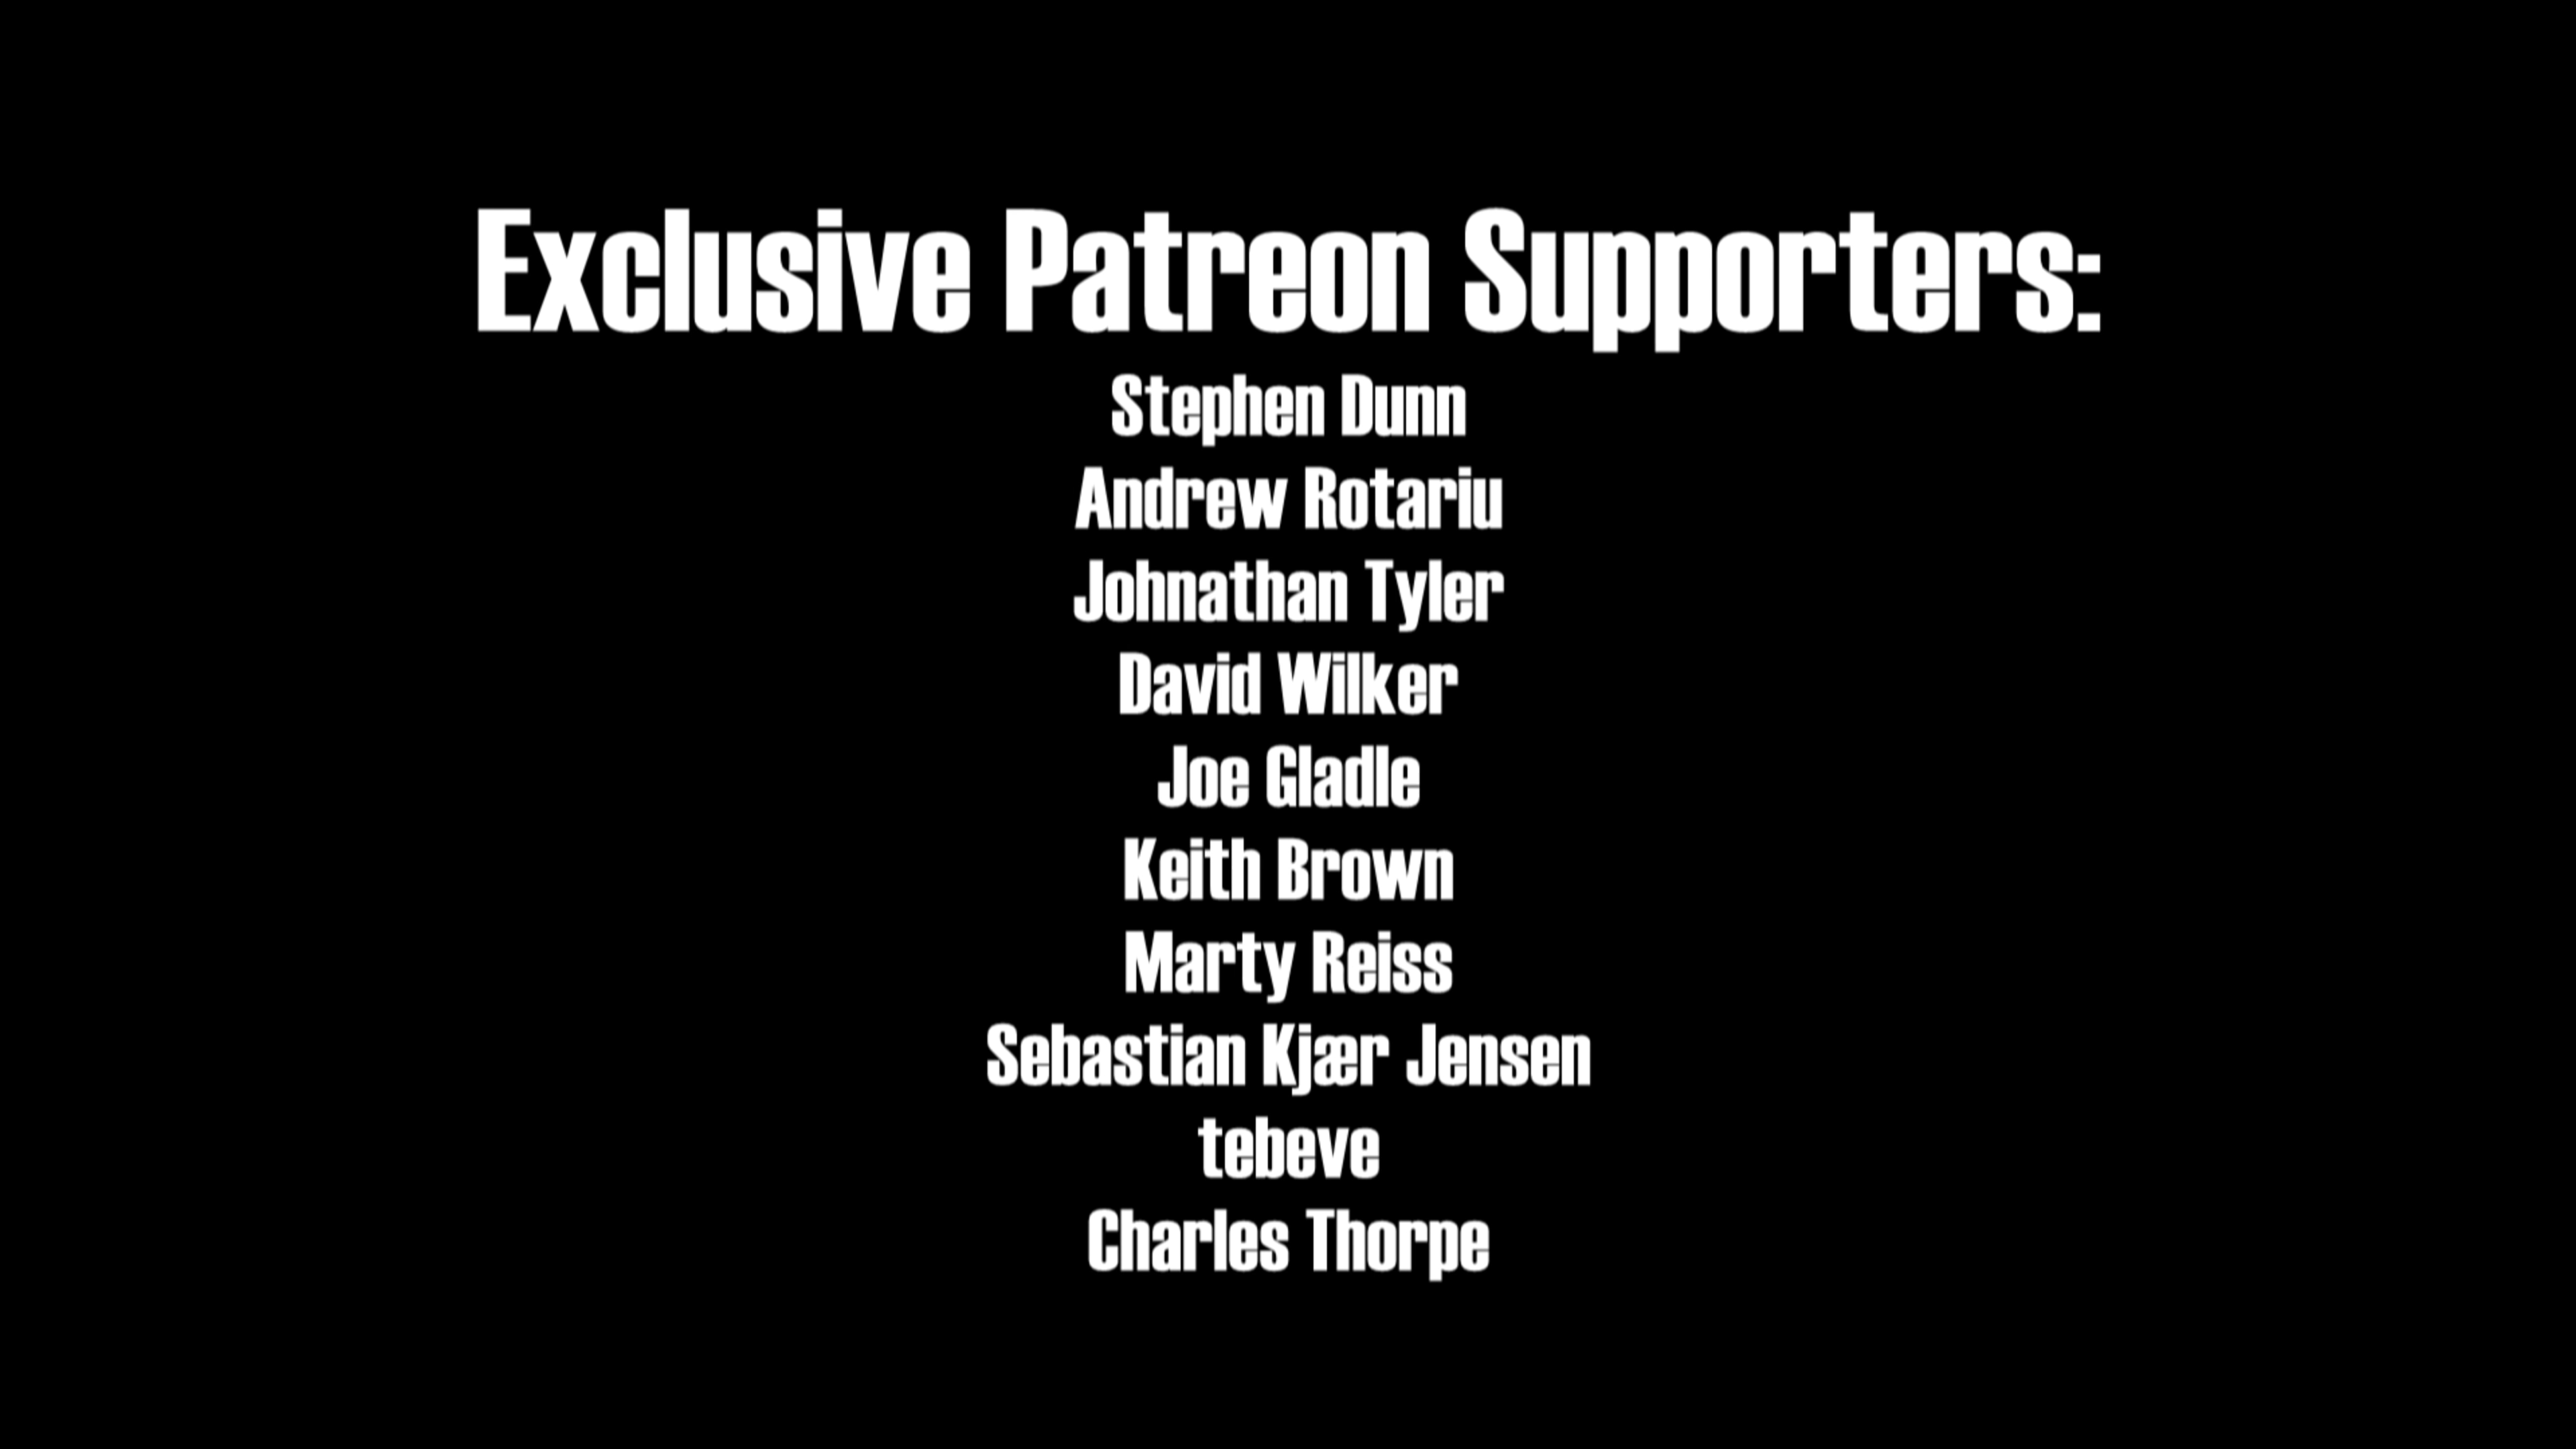 Exclusive Patreon Supporters:
Stephen Dunn
Andrew Rotariu
Johnathan Tyler
David Wilker
Joe Gladle
Keith Brown
Marty Reiss
Sebastian Kjær Jensen
tebeve
Charles Thorpe